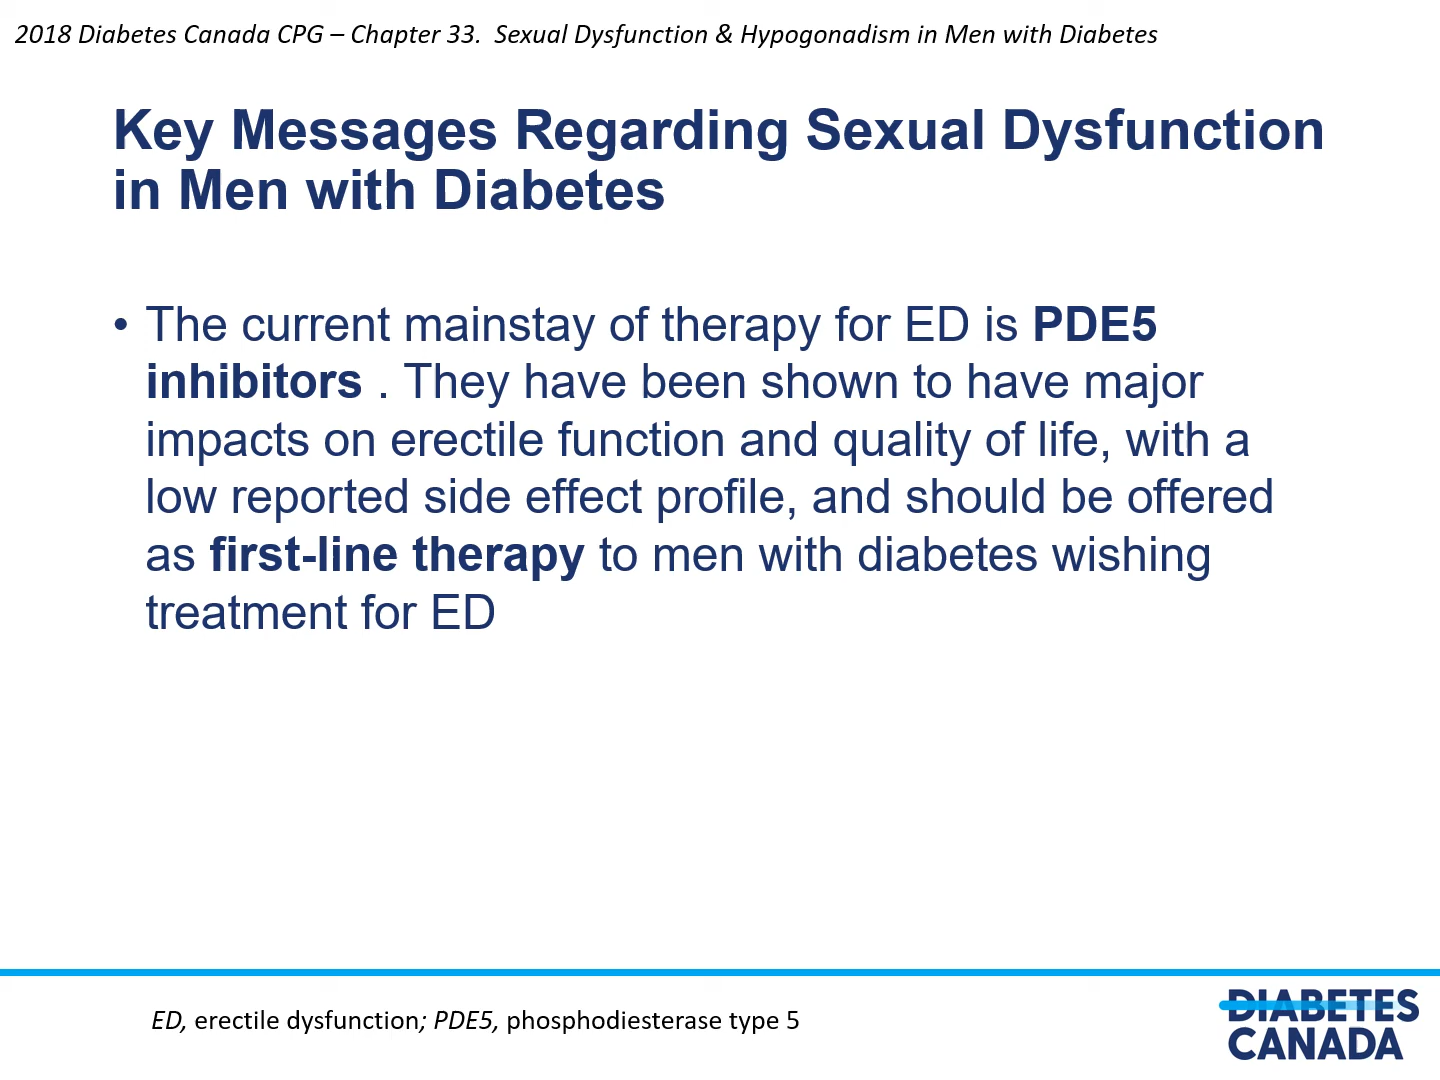 2018 Diabetes Canada CPG – Chapter 33.  Sexual Dysfunction & Hypogonadism in Men with Diabetes
Key Messages Regarding Sexual Dysfunction
in Men with Diabetes
• The current mainstay of therapy for ED is PDE5
inhibitors . They have been shown to have major
impacts on erectile function and quality of life, with a
low reported side effect profile, and should be offered
as first-line therapy to men with diabetes wishing
treatment for ED
ED, erectile dysfunction; PDE5, phosphodiesterase type 5
DIABETES
CANADA